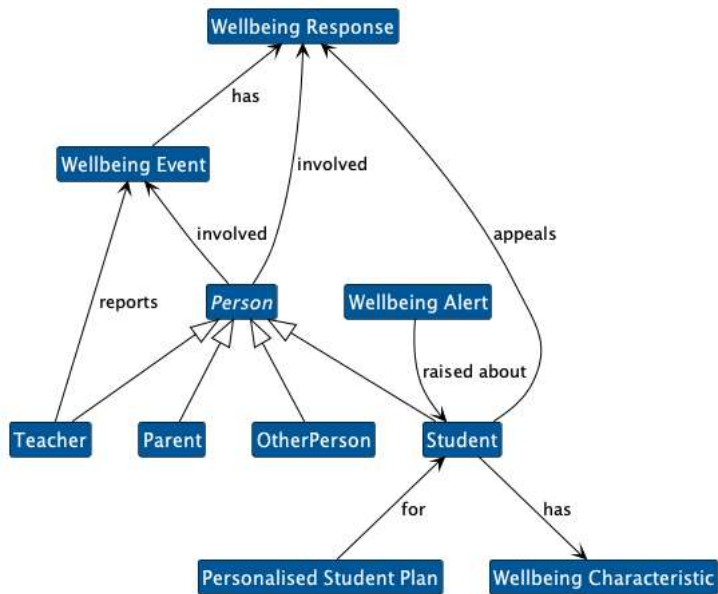 Wellbeing Response
has
Wellbeing Event
involved
involved
appeals
reports
Person
Wellbeing Alert
raised about
Teacher
Parent
OtherPerson
Student
for
has
Personalised Student Plan
Wellbeing Characteristic